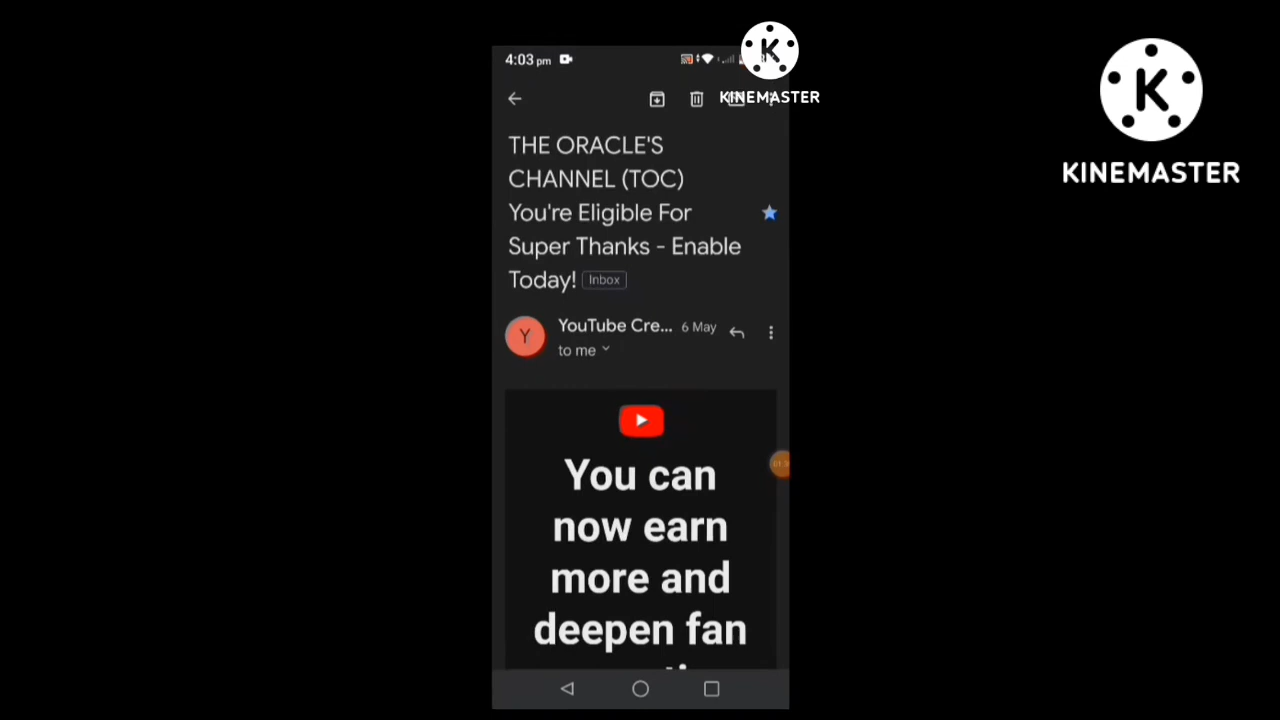 4:03 pm
KINEMASTER
KINEMASTER
THE ORACLE'S
CHANNEL (TOC)
You're Eligible For
Super Thanks - Enable
Today! Inbox
Y
YouTube Cre... 6 May
to me
You can
now earn
more and
deepen fan